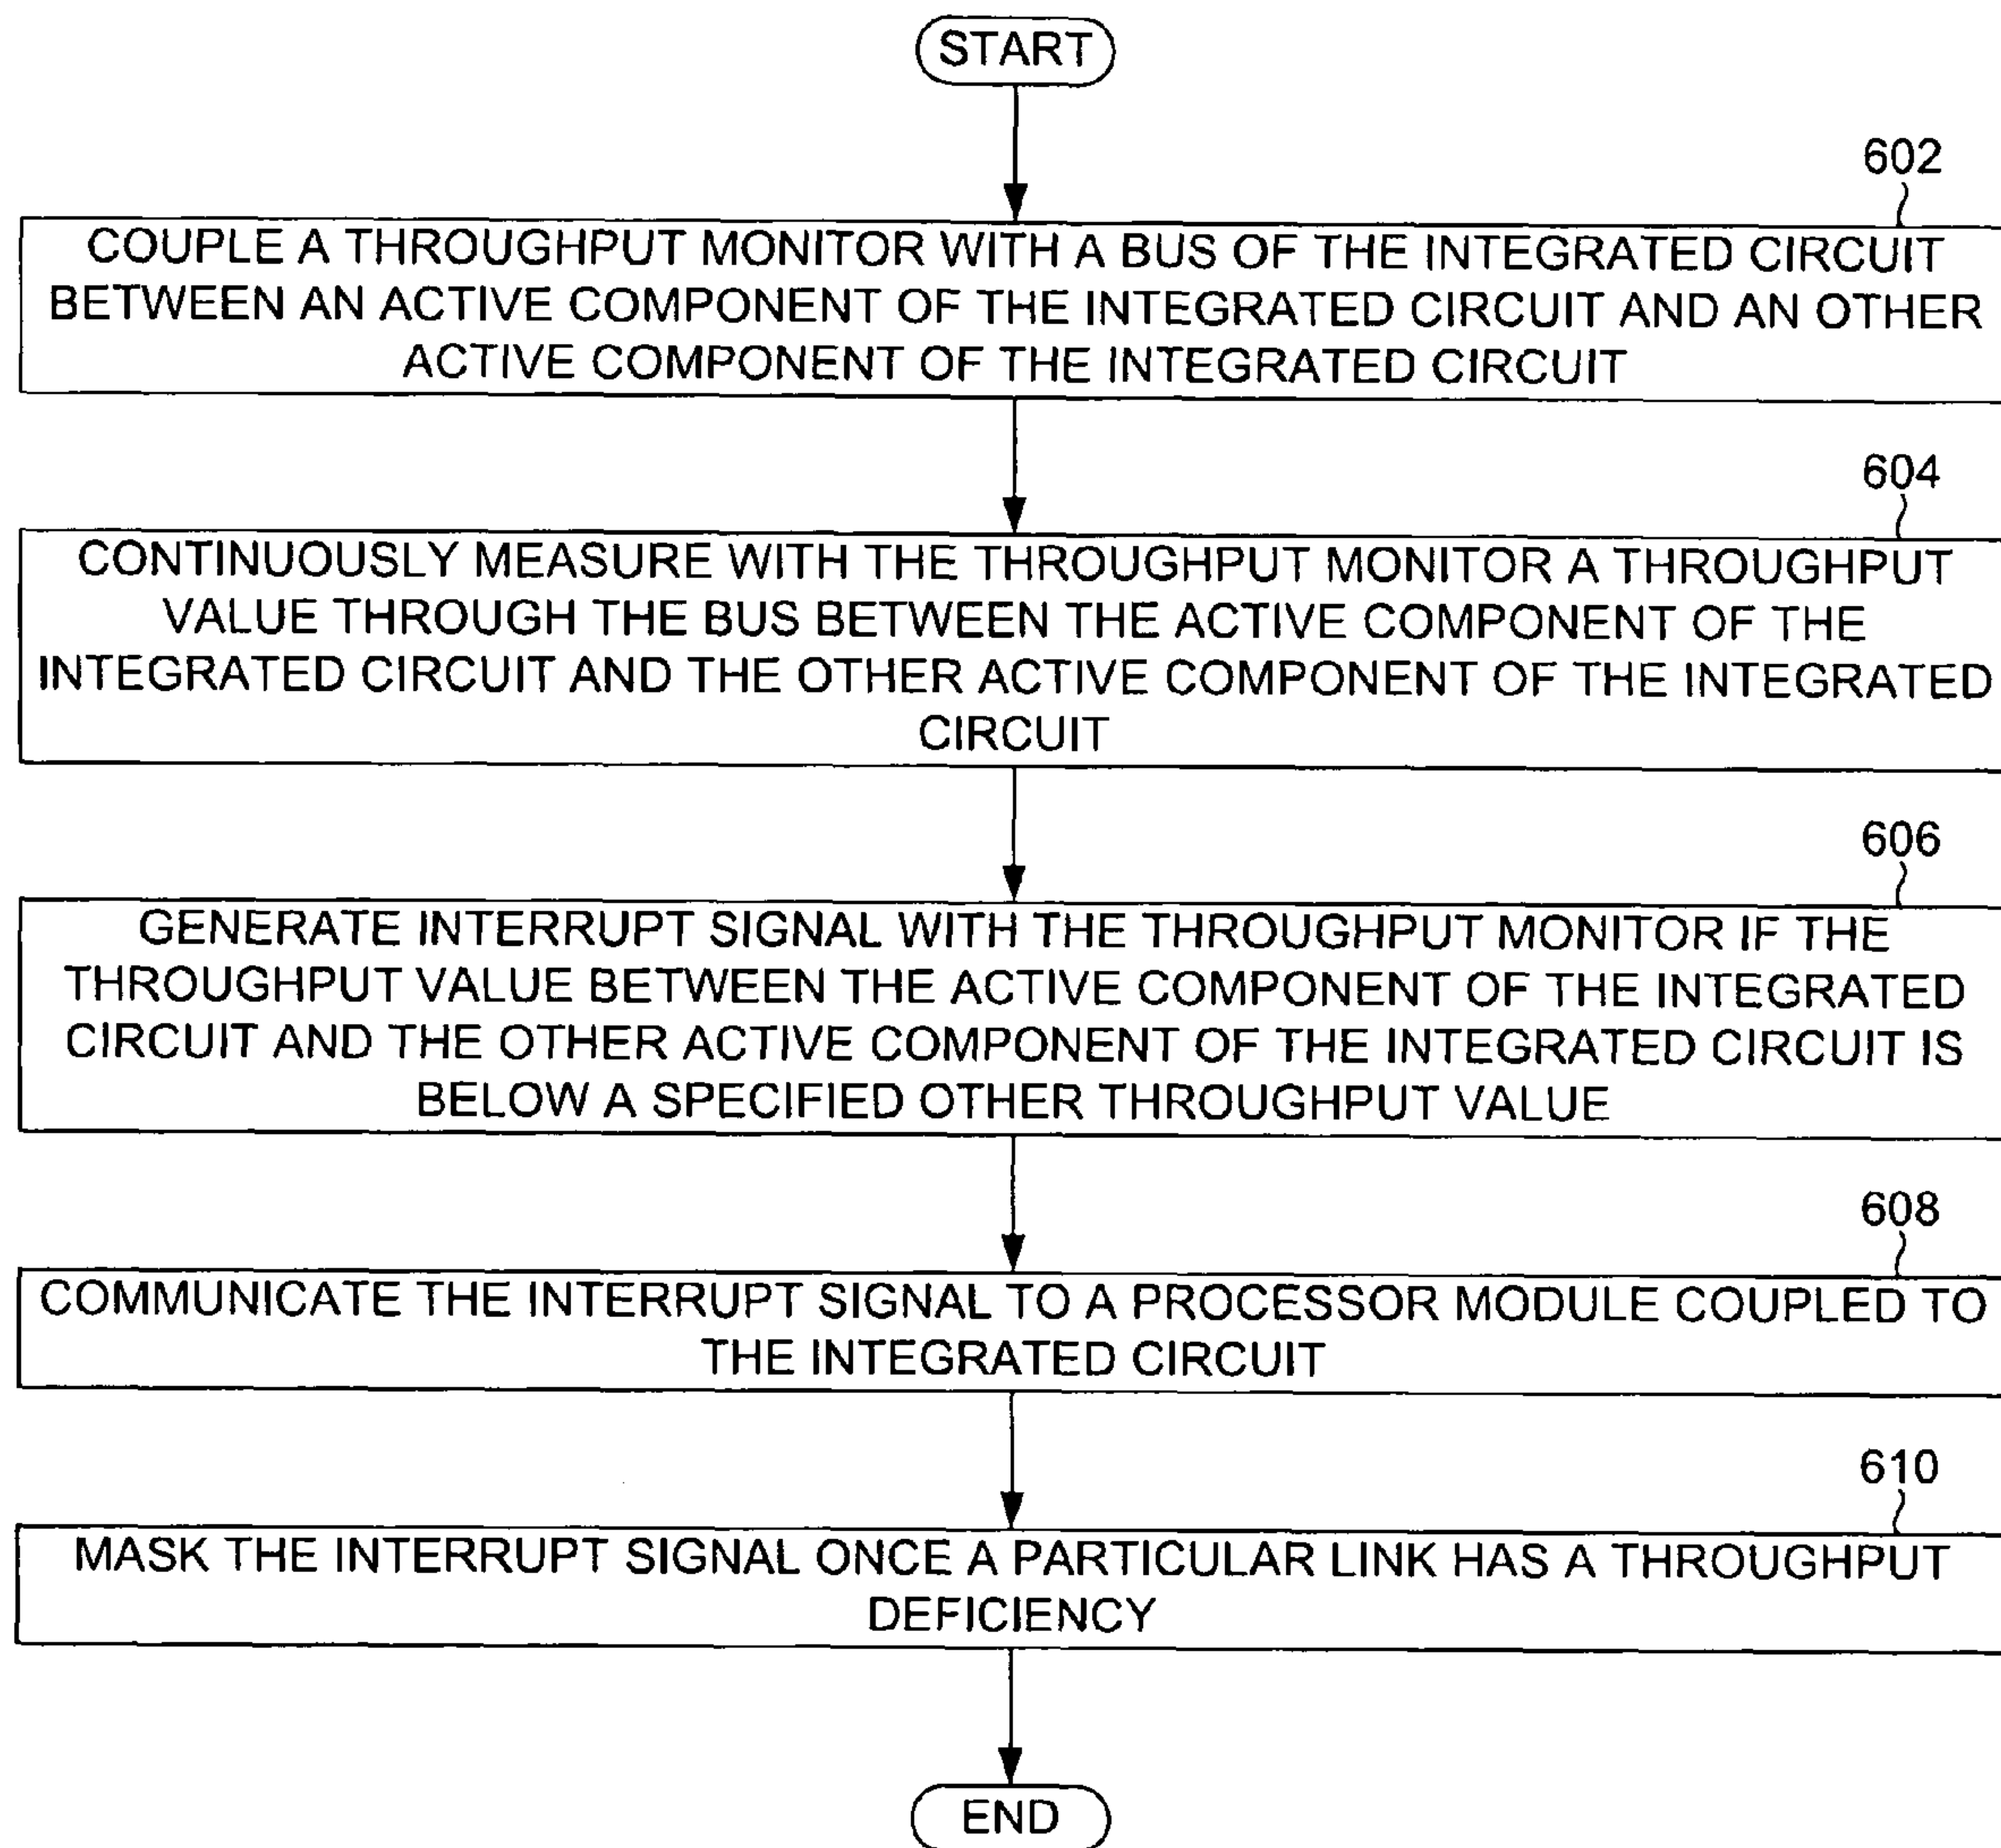 START
602
COUPLE A THROUGHPUT MONITOR WITH A BUS OF THE INTEGRATED CIRCUIT
BETWEEN AN ACTIVE COMPONENT OF THE INTEGRATED CIRCUIT AND AN OTHER
ACTIVE COMPONENT OF THE INTEGRATED CIRCUIT
604
CONTINUOUSLY MEASURE WITH THE THROUGHPUT MONITOR A THROUGHPUT
VALUE THROUGH THE BUS BETWEEN THE ACTIVE COMPONENT OF THE
INTEGRATED CIRCUIT AND THE OTHER ACTIVE COMPONENT OF THE INTEGRATED
CIRCUIT
606
GENERATE INTERRUPT SIGNAL WITH THE THROUGHPUT MONITOR IF THE
THROUGHPUT VALUE BETWEEN THE ACTIVE COMPONENT OF THE INTEGRATED
CIRCUIT AND THE OTHER ACTIVE COMPONENT OF THE INTEGRATED CIRCUIT IS
BELOW A SPECIFIED OTHER THROUGHPUT VALUE
608
COMMUNICATE THE INTERRUPT SIGNAL TO A PROCESSOR MODULE COUPLED TO
THE INTEGRATED CIRCUIT
610
MASK THE INTERRUPT SIGNAL ONCE A PARTICULAR LINK HAS A THROUGHPUT
DEFICIENCY
END